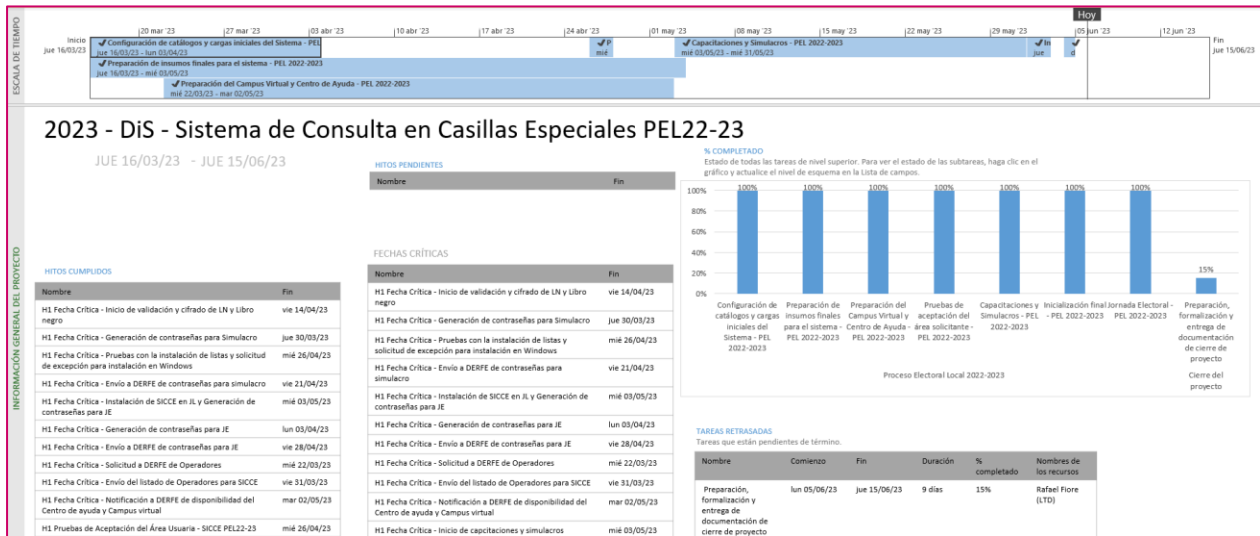 Hoy
ESCALA DE TIEMPO
20 mar '23
27 mar '23
03 abr '23
10 abr '23
17 abr '23
24 abr '23
01 may '23
08 may '23
15 may '23
22 may '23
29 may '23
05 jun '23
12 jun '23
Inicio
jue 16/03/23
Configuración de catálogos y cargas iniciales del Sistema - PEL
jue 16/03/23 - lun 03/04/23
P
mié
Capacitaciones y Simulacros - PEL 2022-2023
mié 03/05/23 - mié 31/05/23
In
jue
d
Fin
jue 15/06/23
Preparación de insumos finales para el sistema - PEL 2022-2023
jue 16/03/23 - mié 03/05/23
Preparación del Campus Virtual y Centro de Ayuda - PEL 2022-2023
mié 22/03/23 - mar 02/05/23
INFORMACIÓN GENERAL DEL PROYECTO
2023 - DiS - Sistema de Consulta en Casillas Especiales PEL22-23
JUE 16/03/23 - JUE 15/06/23
HITOS CUMPLIDOS
Nombre Fin
H1 Fecha Crítica - Inicio de validación y cifrado de LN y Libro vie 14/04/23
negro
H1 Fecha Crítica - Generación de contraseñas para Simulacro jue 30/03/23
H1 Fecha Crítica - Pruebas con la instalación de listas y solicitud mié 26/04/23
de excepción para instalación en Windows
H1 Fecha Crítica - Envío a DERFE de contraseñas para simulacro vie 21/04/23
H1 Fecha Crítica - Instalación de SICCE en JL y Generación de mié 03/05/23
contraseñas para JE
H1 Fecha Crítica - Generación de contraseñas para JE lun 03/04/23
H1 Fecha Crítica - Envío a DERFE de contraseñas para JE vie 28/04/23
H1 Fecha Crítica - Solicitud a DERFE de Operadores mié 22/03/23
H1 Fecha Crítica - Envío del listado de Operadores para SICCE vie 31/03/23
H1 Fecha Crítica - Notificación a DERFE de disponibilidad del mar 02/05/23
Centro de ayuda y Campus virtual
H1 Pruebas de Aceptación del Área Usuaria - SICCE PEL22-23 mié 26/04/23
HITOS PENDIENTES
Nombre Fin
FECHAS CRÍTICAS
Nombre Fin
H1 Fecha Crítica - Inicio de validación y cifrado de LN y Libro vie 14/04/23
negro
H1 Fecha Crítica - Generación de contraseñas para Simulacro jue 30/03/23
H1 Fecha Crítica - Pruebas con la instalación de listas y mié 26/04/23
solicitud de excepción para instalación en Windows
H1 Fecha Crítica - Envío a DERFE de contraseñas para vie 21/04/23
simulacro
H1 Fecha Crítica - Instalación de SICCE en JL y Generación de mié 03/05/23
contraseñas para JE
H1 Fecha Crítica - Generación de contraseñas para JE lun 03/04/23
H1 Fecha Crítica - Envío a DERFE de contraseñas para JE vie 28/04/23
H1 Fecha Crítica - Solicitud a DERFE de Operadores mié 22/03/23
H1 Fecha Crítica - Envío del listado de Operadores para SICCE vie 31/03/23
H1 Fecha Crítica - Notificación a DERFE de disponibilidad del mar 02/05/23
Centro de ayuda y Campus virtual
H1 Fecha Crítica - Inicio de capcitaciones y simulacros mié 03/05/23
% COMPLETADO
Estado de todas las tareas de nivel superior. Para ver el estado de las subtareas, haga clic en el
gráfico y actualice el nivel de esquema en la Lista de campos.
100%
80%
60%
40%
20%
0%
100% 100% 100% 100% 100% 100% 100% 15%
Configuración de
catálogos y cargas
iniciales del
Sistema - PEL
2022-2023
Preparación de
insumos finales
para el sistema -
PEL 2022-2023
Preparación del
Campus Virtual y
Centro de Ayuda -
PEL 2022-2023
Pruebas de
aceptación del
área solicitante -
PEL 2022-2023
Capacitaciones y
Simulacros - PEL
2022-2023
Inicialización final
- PEL 2022-2023
Jornada Electoral -
PEL 2022-2023
Preparación,
formalización y
entrega de
documentación
de cierre de
proyecto
Proceso Electoral Local 2022-2023
Cierre del
proyecto
TAREAS RETRASADAS
Tareas que están pendientes de término.
Nombre Comienzo Fin Duración % completado Nombres de los recursos
Preparación, lun 05/06/23 jue 15/06/23 9 días 15% Rafael Fiore
formalización y (LTD)
entrega de
documentación de
cierre de proyecto